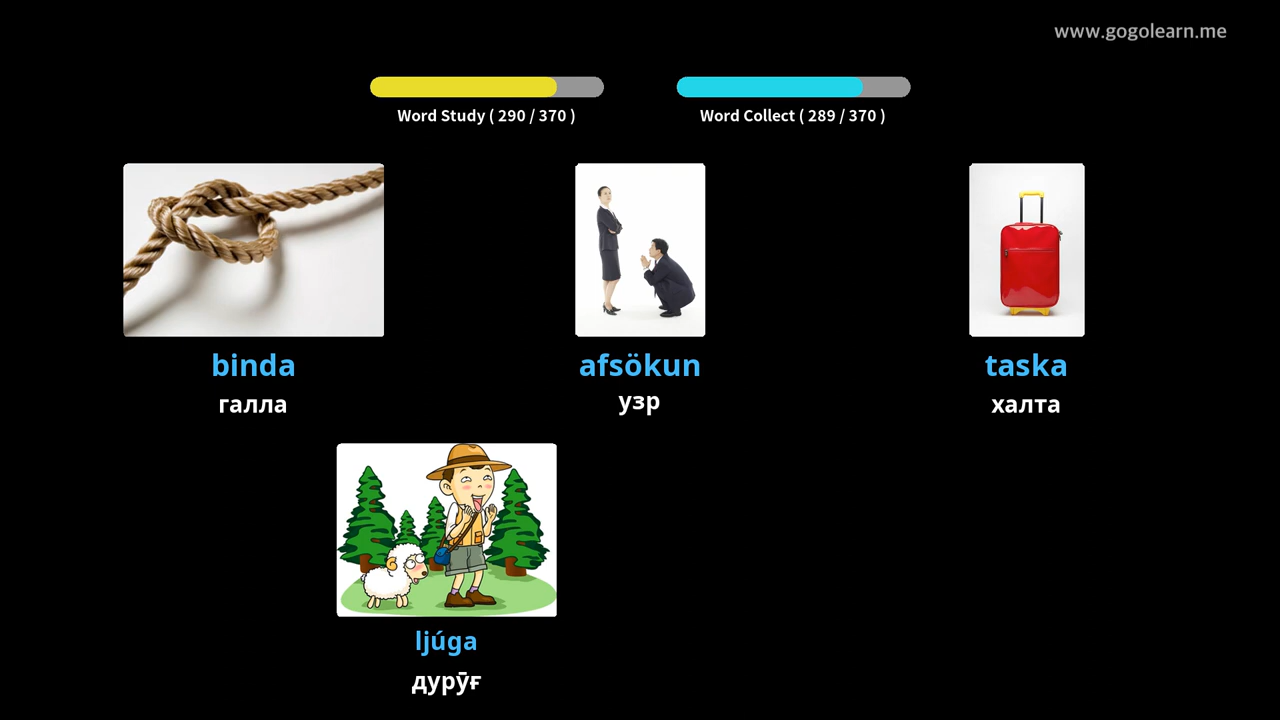 www.gogolearn.me
Word Study ( 290 / 370 )
Word Collect ( 289 / 370 )
binda
галла
afsökun
узр
taska
халта
ljúga
дурӯғ